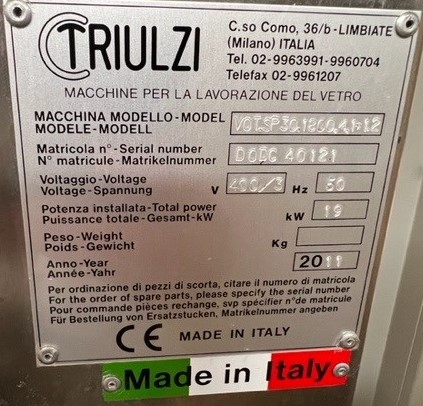 CTRIULZI
C.so Como, 36/b - LIMBIATE
(Milano) ITALIA
Tel. 02-9963991-9960704
Telefax 02-9961207
MACCHINE PER LA LAVORAZIONE DEL VETRO
MACCHINA MODELLO - MODEL
MODELE - MODELL
Matricola n° - Serial number
N° matricule - Matrikelnummer
Voltaggio - Voltage
Voltage - Spannung
V 400/3 Hz 50
Potenza installata - Total power
Puissance totale - Gesamt-kW
kW 19
Peso - Weight
Poids - Gewicht
Kg
Anno - Year
Année - Yahr
2011
Per ordinazione di pezzi di scorta, citare il numero di matricola
For the order of spare parts, please specify the serial number
Pour commande pièces rechange, svp spécifier n°de matricule
Für Bestellung von Ersatzstucken, Matrikelnummer angeben
CE MADE IN ITALY
Made in Italy